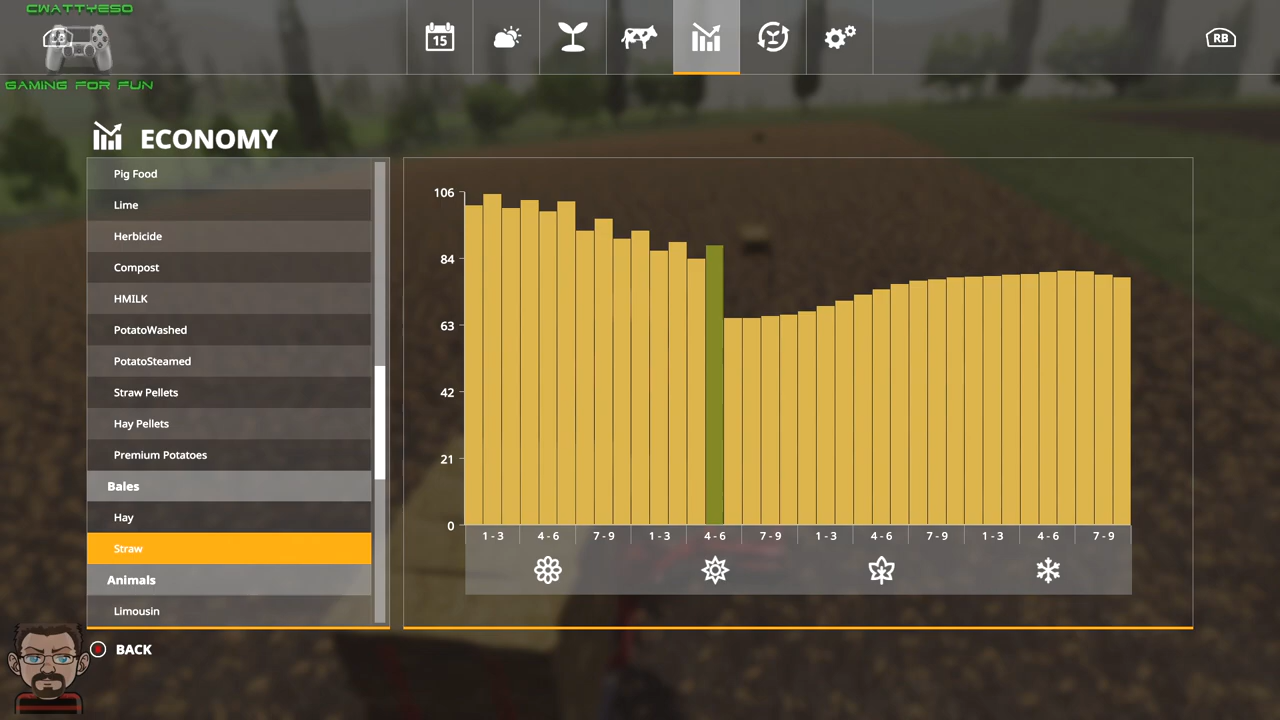 CWATTYESO
GAMING FOR FUN
15
RB
ECONOMY
Pig Food
Lime
Herbicide
Compost
HMILK
PotatoWashed
PotatoSteamed
Straw Pellets
Hay Pellets
Premium Potatoes
Bales
Hay
Straw
Animals
Limousin
106
84
63
42
21
0
1 - 3 4 - 6 7 - 9 1 - 3 4 - 6 7 - 9 1 - 3 4 - 6 7 - 9 1 - 3 4 - 6 7 - 9
BACK